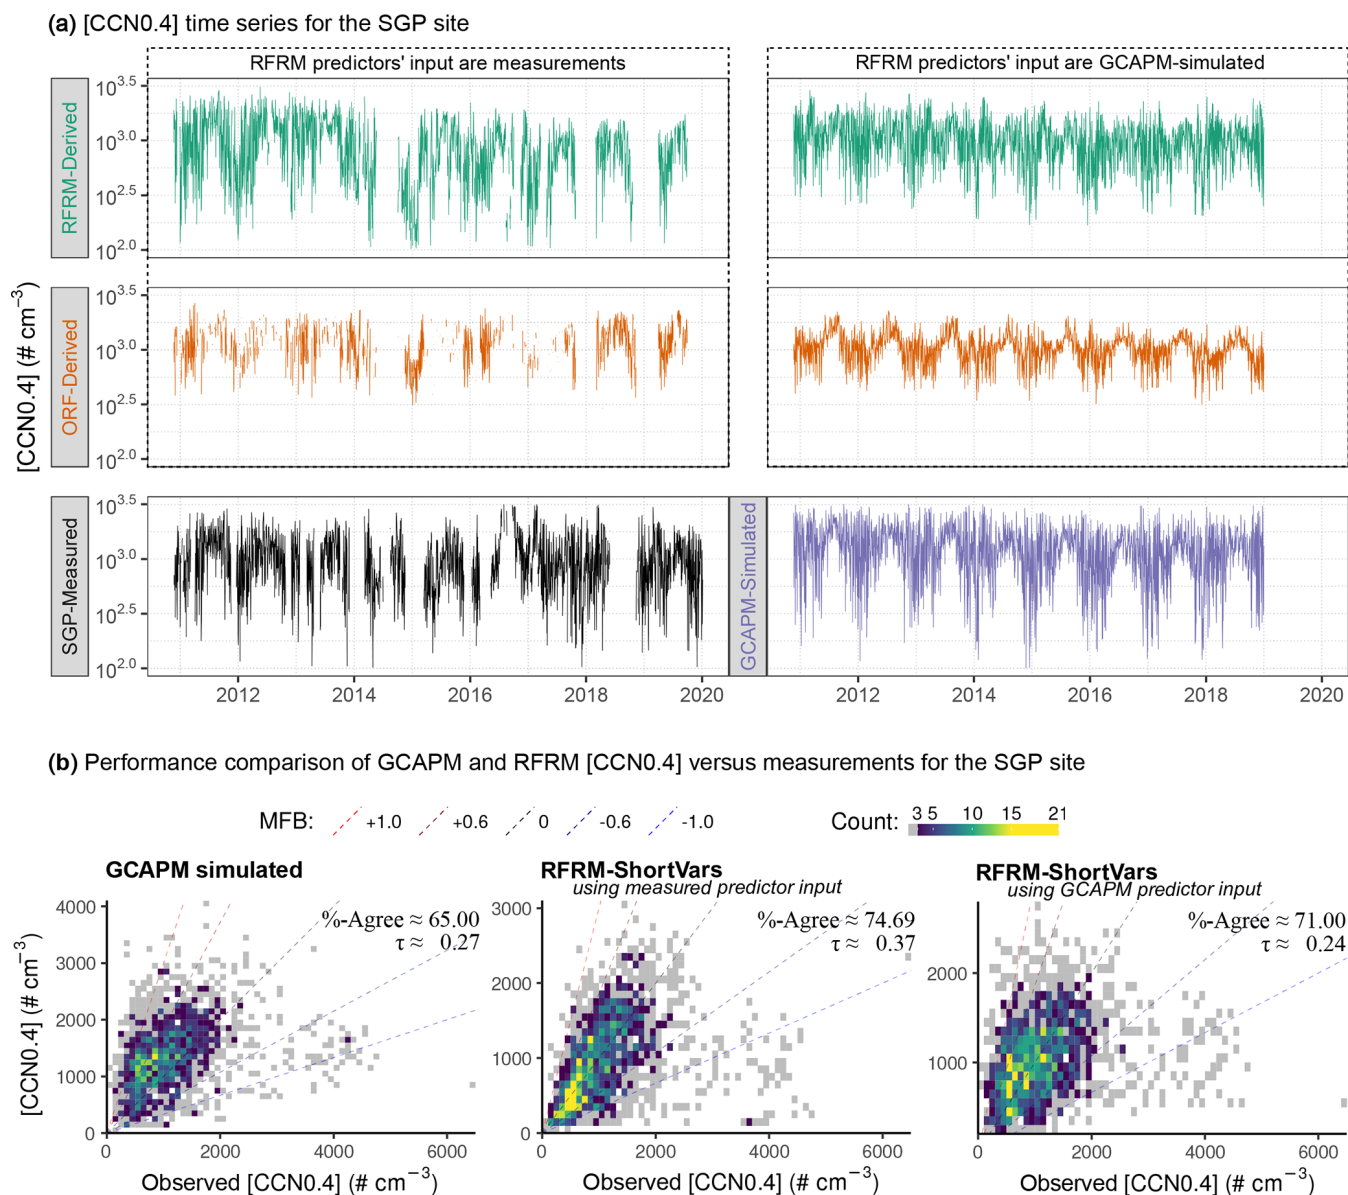 (a) [CCN0.4] time series for the SGP site
RFRM predictors' input are measurements
RFRM predictors' input are GCAPM-simulated
[CCN0.4] (# cm⁻³)
RFRM-Derived
10^3.5
10^3.0
10^2.5
10^2.0
ORF-Derived
10^3.5
10^3.0
10^2.5
10^2.0
SGP-Measured
10^3.5
10^3.0
10^2.5
10^2.0
GCAPM-Simulated
2012 2014 2016 2018 2020
2012 2014 2016 2018 2020
(b) Performance comparison of GCAPM and RFRM [CCN0.4] versus measurements for the SGP site
MFB: +1.0 +0.6 0 -0.6 -1.0
Count: 3 5 10 15 21
GCAPM simulated
%-Agree ≈ 65.00
τ ≈ 0.27
[CCN0.4] (# cm⁻³)
4000
3000
2000
1000
0
0 2000 4000 6000
Observed [CCN0.4] (# cm⁻³)
RFRM-ShortVars
using measured predictor input
%-Agree ≈ 74.69
τ ≈ 0.37
3000
2000
1000
0
0 2000 4000 6000
Observed [CCN0.4] (# cm⁻³)
RFRM-ShortVars
using GCAPM predictor input
%-Agree ≈ 71.00
τ ≈ 0.24
2000
1000
0 2000 4000 6000
Observed [CCN0.4] (# cm⁻³)